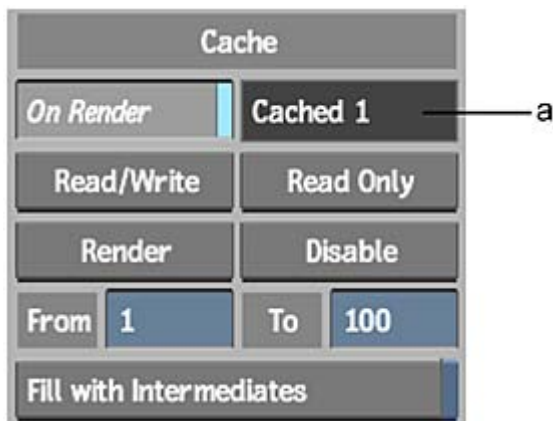 Cache
On Render Cached 1 a
Read/Write Read Only
Render Disable
From 1 To 100
Fill with Intermediates